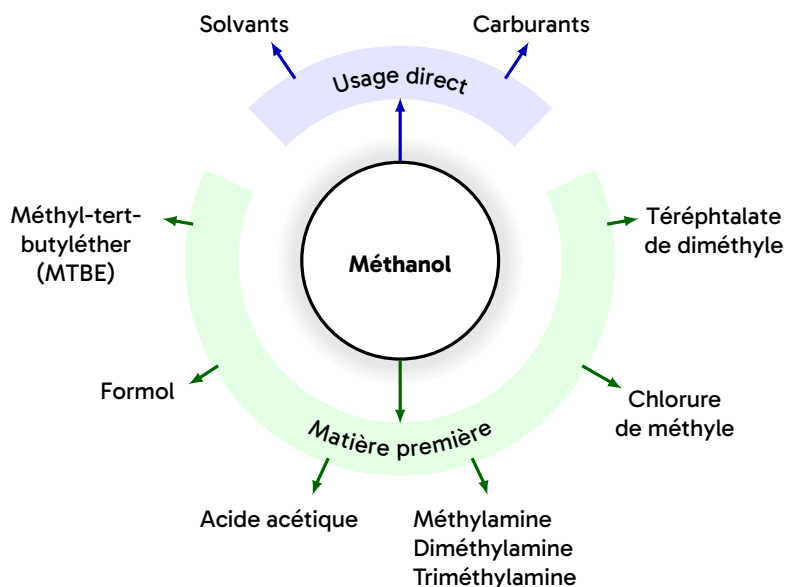 Solvants
Carburants
Usage direct
Méthyl-tert-
butyléther
(MTBE)
Méthanol
Téréphtalate
de diméthyle
Formol
Chlorure
de méthyle
Matière première
Acide acétique
Méthylamine
Diméthylamine
Triméthylamine